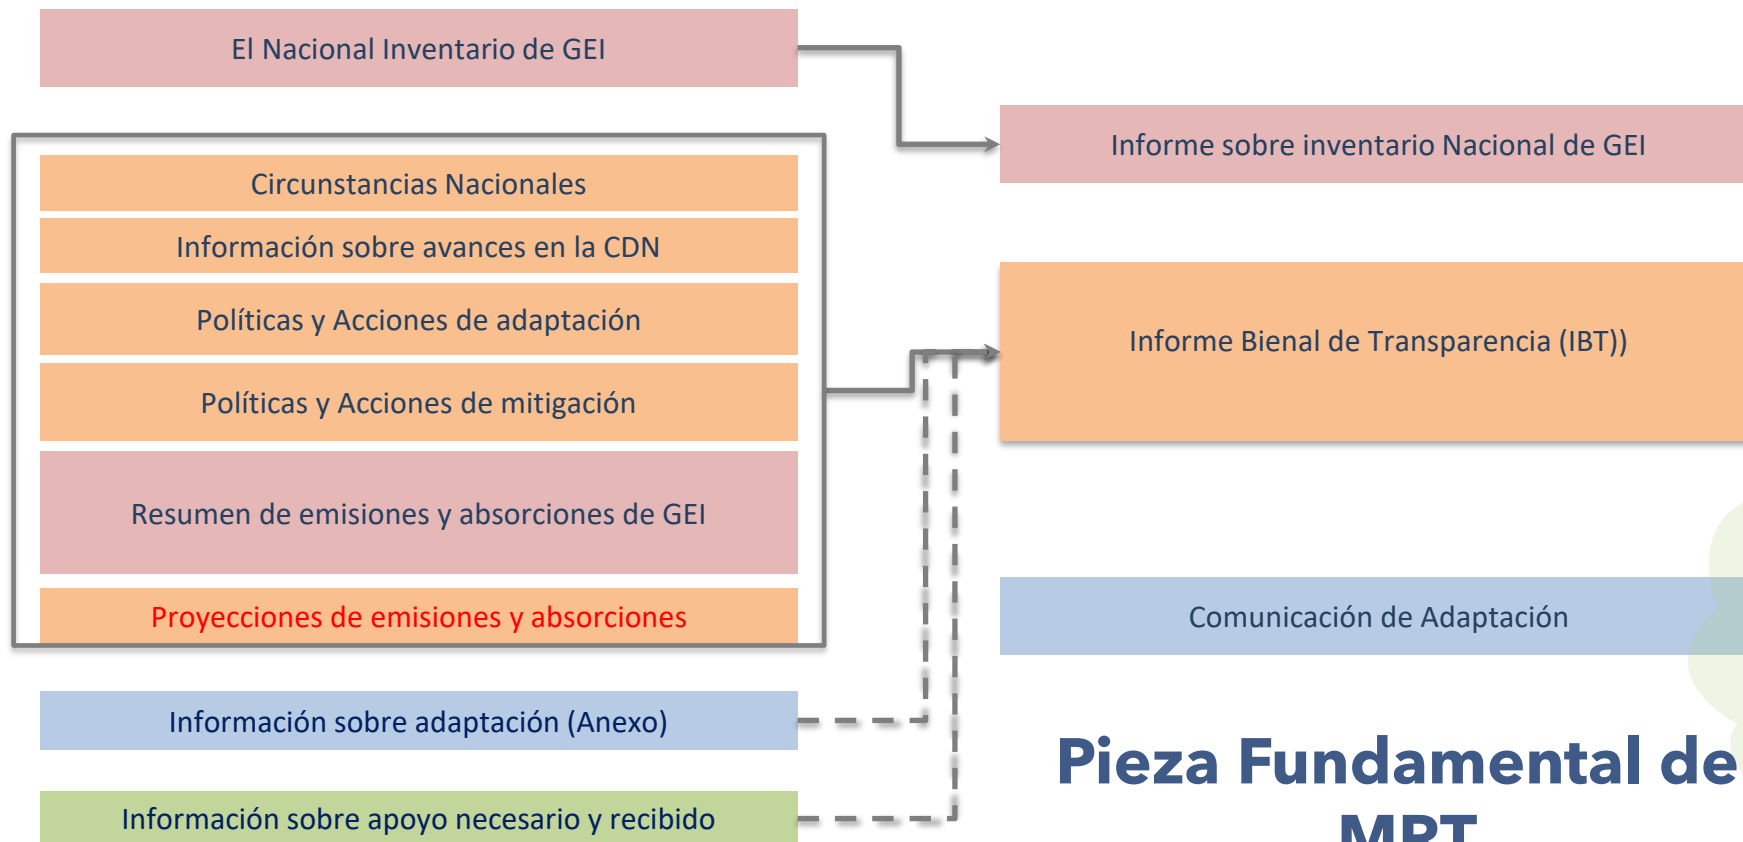 El Nacional Inventario de GEI
Circunstancias Nacionales
Información sobre avances en la CDN
Políticas y Acciones de adaptación
Políticas y Acciones de mitigación
Resumen de emisiones y absorciones de GEI
Proyecciones de emisiones y absorciones
Información sobre adaptación (Anexo)
Información sobre apoyo necesario y recibido
Informe sobre inventario Nacional de GEI
Informe Bienal de Transparencia (IBT))
Comunicación de Adaptación
Pieza Fundamental de
MRT